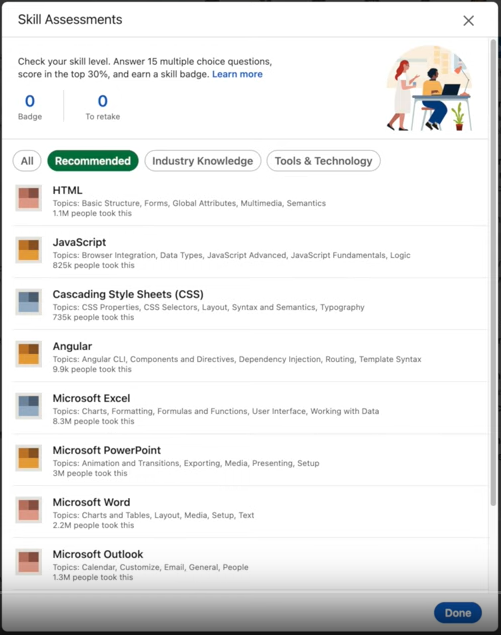 Skill Assessments
Check your skill level. Answer 15 multiple choice questions,
score in the top 30%, and earn a skill badge. Learn more
0 0
Badge To retake
All Recommended Industry Knowledge Tools & Technology
HTML
Topics: Basic Structure, Forms, Global Attributes, Multimedia, Semantics
1.1M people took this
JavaScript
Topics: Browser Integration, Data Types, JavaScript Advanced, JavaScript Fundamentals, Logic
825k people took this
Cascading Style Sheets (CSS)
Topics: CSS Properties, CSS Selectors, Layout, Syntax and Semantics, Typography
735k people took this
Angular
Topics: Angular CLI, Components and Directives, Dependency Injection, Routing, Template Syntax
9.9k people took this
Microsoft Excel
Topics: Charts, Formatting, Formulas and Functions, User Interface, Working with Data
8.3M people took this
Microsoft PowerPoint
Topics: Animation and Transitions, Exporting, Media, Presenting, Setup
3M people took this
Microsoft Word
Topics: Charts and Tables, Layout, Media, Setup, Text
2.2M people took this
Microsoft Outlook
Topics: Calendar, Customize, Email, General, People
1.3M people took this
Done